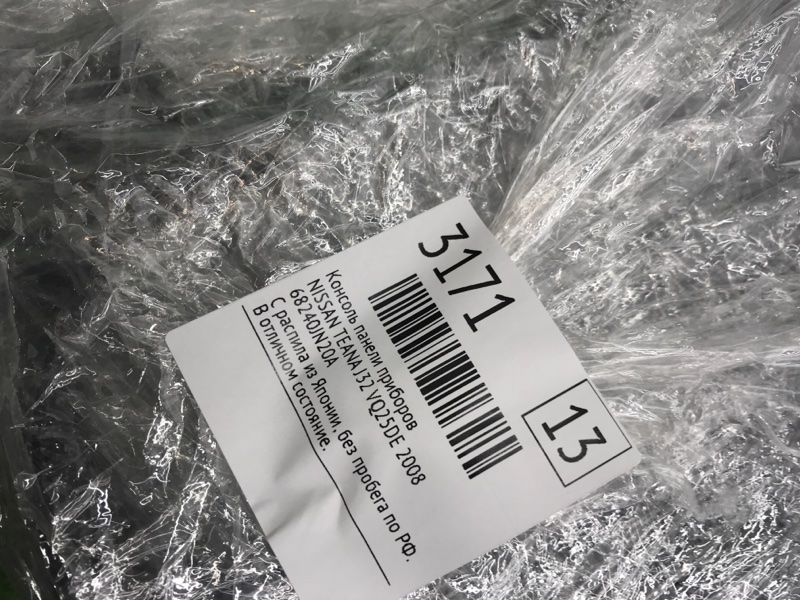 3171
13
Консоль панели приборов
NISSAN TEANA J32 VQ25DE 2008
68240JN20A
С распила из Японии, без пробега по РФ.
В отличном состояние.